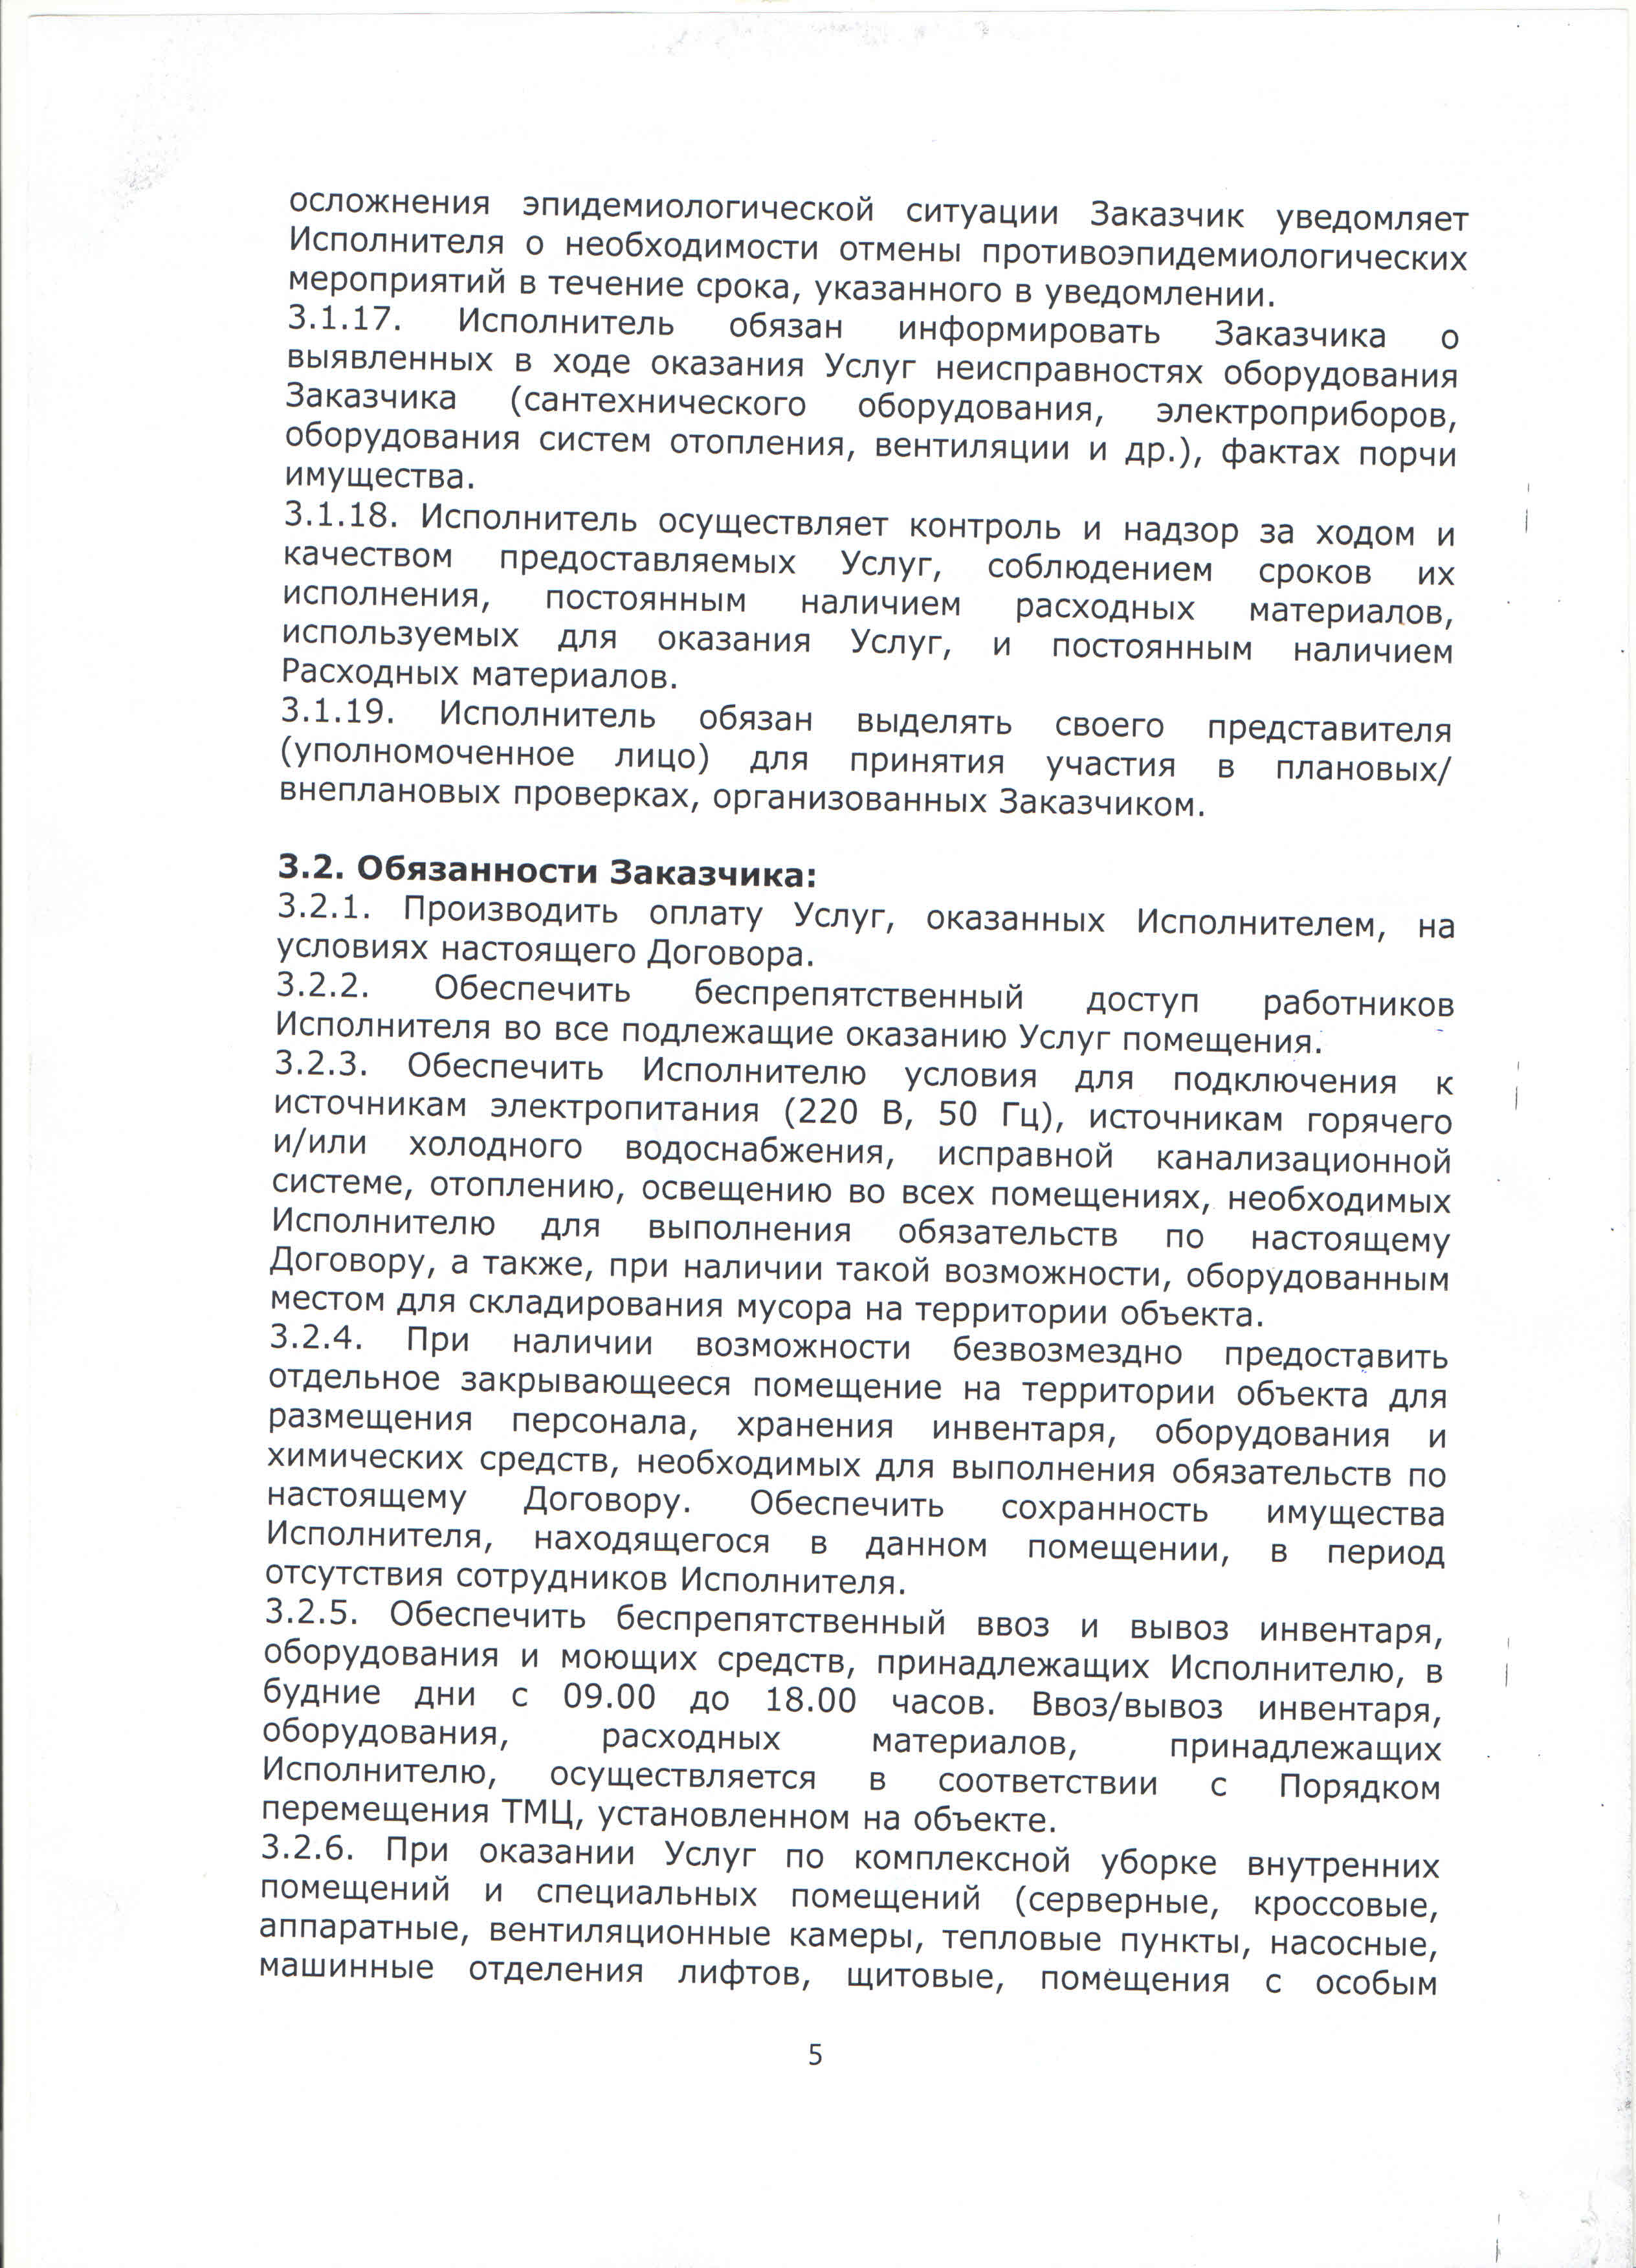 осложнения эпидемиологической ситуации Заказчик уведомляет
Исполнителя о необходимости отмены противоэпидемиологических
мероприятий в течение срока, указанного в уведомлении.
3.1.17. Исполнитель обязан информировать Заказчика о
выявленных в ходе оказания Услуг неисправностях оборудования
Заказчика (сантехнического оборудования, электроприборов,
оборудования систем отопления, вентиляции и др.), фактах порчи
имущества.
3.1.18. Исполнитель осуществляет контроль и надзор за ходом и
качеством предоставляемых Услуг, соблюдением сроков их
исполнения, постоянным наличием расходных материалов,
используемых для оказания Услуг, и постоянным наличием
Расходных материалов.
3.1.19. Исполнитель обязан выделять своего представителя
(уполномоченное лицо) для принятия участия в плановых/
внеплановых проверках, организованных Заказчиком.
3.2. Обязанности Заказчика:
3.2.1. Производить оплату Услуг, оказанных Исполнителем, на
условиях настоящего Договора.
3.2.2. Обеспечить беспрепятственный доступ работников
Исполнителя во все подлежащие оказанию Услуг помещения.
3.2.3. Обеспечить Исполнителю условия для подключения к
источникам электропитания (220 В, 50 Гц), источникам горячего
и/или холодного водоснабжения, исправной канализационной
системе, отоплению, освещению во всех помещениях, необходимых
Исполнителю для выполнения обязательств по настоящему
Договору, а также, при наличии такой возможности, оборудованным
местом для складирования мусора на территории объекта.
3.2.4. При наличии возможности безвозмездно предоставить
отдельное закрывающееся помещение на территории объекта для
размещения персонала, хранения инвентаря, оборудования и
химических средств, необходимых для выполнения обязательств по
настоящему Договору. Обеспечить сохранность имущества
Исполнителя, находящегося в данном помещении, в период
отсутствия сотрудников Исполнителя.
3.2.5. Обеспечить беспрепятственный ввоз и вывоз инвентаря,
оборудования и моющих средств, принадлежащих Исполнителю, в
будние дни с 09.00 до 18.00 часов. Ввоз/вывоз инвентаря,
оборудования, расходных материалов, принадлежащих
Исполнителю, осуществляется в соответствии с Порядком
перемещения ТМЦ, установленном на объекте.
3.2.6. При оказании Услуг по комплексной уборке внутренних
помещений и специальных помещений (серверные, кроссовые,
аппаратные, вентиляционные камеры, тепловые пункты, насосные,
машинные отделения лифтов, щитовые, помещения с особым
5